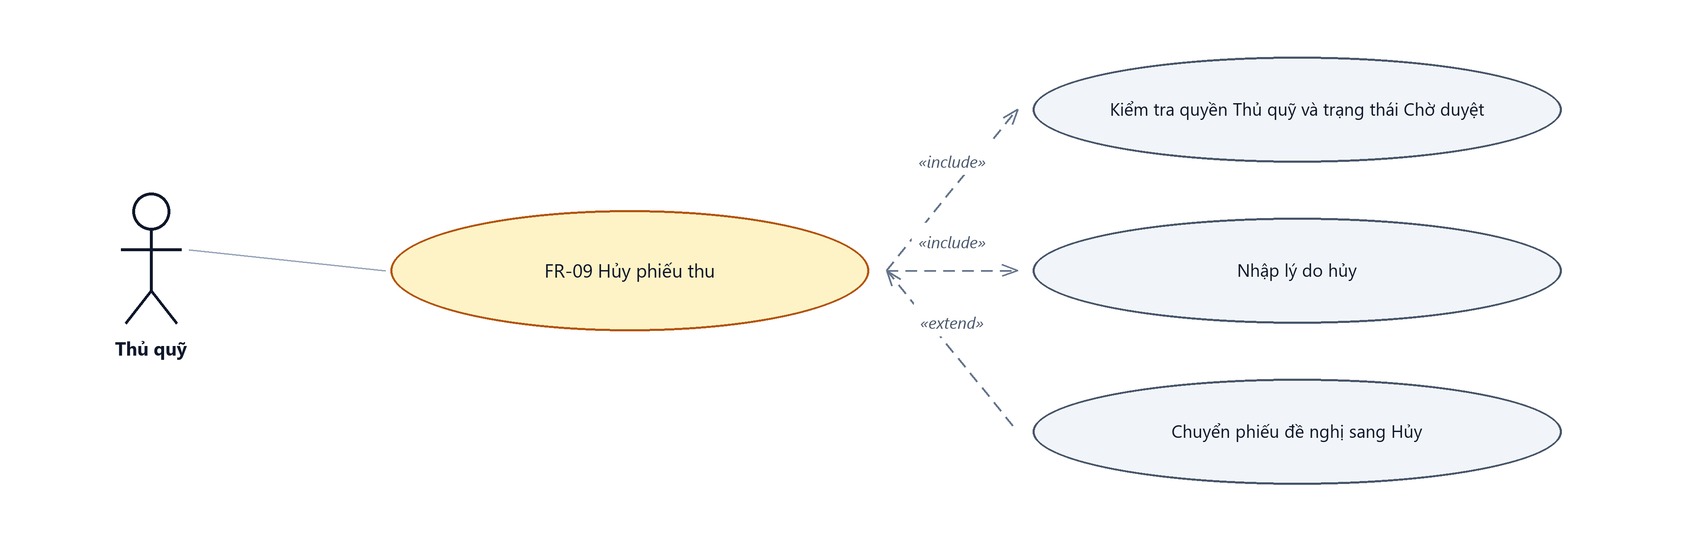 Kiểm tra quyền Thủ quỹ và trạng thái Chờ duyệt
«include»
«include»
FR-09 Hủy phiếu thu
Nhập lý do hủy
«extend»
Thủ quỹ
Chuyển phiếu đề nghị sang Hủy